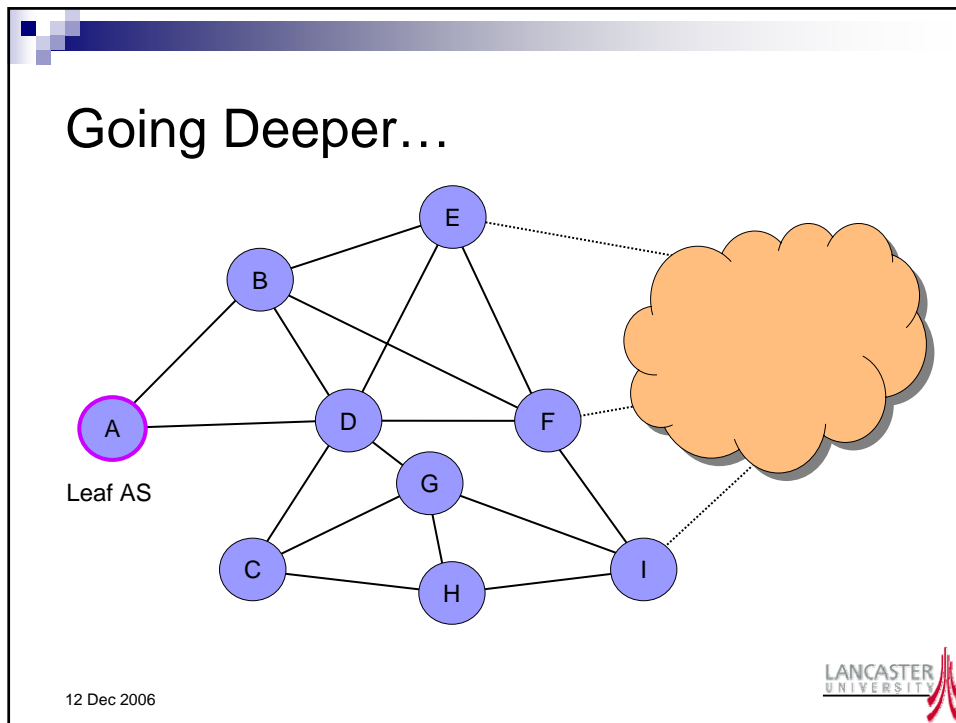 Going Deeper…
E
B
A
D
F
G
Leaf AS
C
H
I
12 Dec 2006
LANCASTER
UNIVERSITY